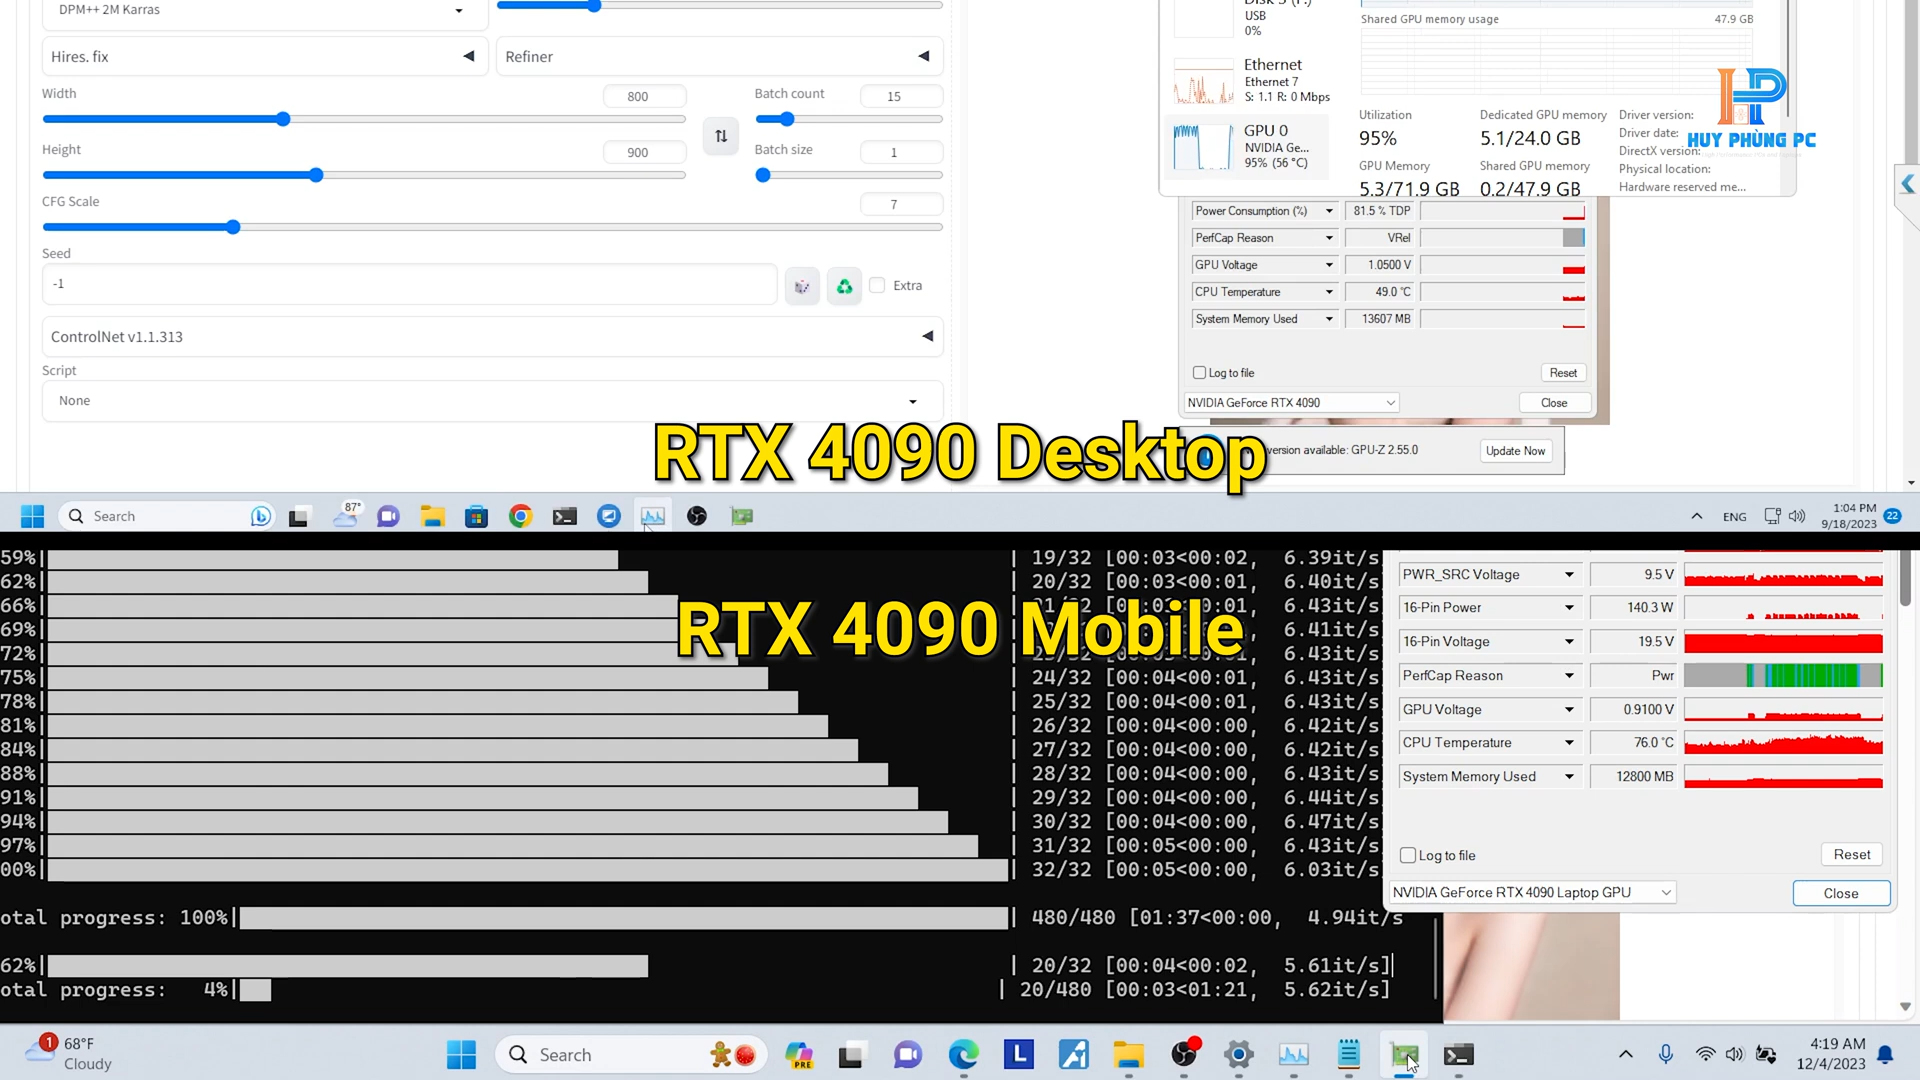 DPM++ 2M Karras
Hires. fix
Refiner
Width
800
Batch count
15
Height
900
Batch size
1
CFG Scale
7
Seed
-1
Extra
ControlNet v1.1.313
Script
None
USB
0%
Ethernet
Ethernet 7
S: 1.1 R: 0 Mbps
GPU 0
NVIDIA Ge...
95% (56 °C)
Shared GPU memory usage
47.9 GB
Utilization
95%
Dedicated GPU memory
5.1/24.0 GB
GPU Memory
5.3/71.9 GB
Shared GPU memory
0.2/47.9 GB
Driver version:
Driver date:
DirectX version:
Physical location:
Hardware reserved me...
HUY PHÙNG PC
Power Consumption (%) 81.5 % TDP
PerfCap Reason VRel
GPU Voltage 1.0500 V
CPU Temperature 49.0 °C
System Memory Used 13607 MB
Log to file
Reset
NVIDIA GeForce RTX 4090
Close
version available: GPU-Z 2.55.0
Update Now
RTX 4090 Desktop
Search
87°
ENG
1:04 PM
9/18/2023
22
59%| | 19/32 [00:03<00:02, 6.39it/s]
62%| | 20/32 [00:03<00:01, 6.40it/s]
66%| 6.43it/s]
69%| 6.41it/s]
72%| 6.43it/s]
75%| | 24/32 [00:04<00:01, 6.43it/s]
78%| | 25/32 [00:04<00:01, 6.43it/s]
81%| | 26/32 [00:04<00:00, 6.42it/s]
84%| | 27/32 [00:04<00:00, 6.42it/s]
88%| | 28/32 [00:04<00:00, 6.43it/s]
91%| | 29/32 [00:04<00:00, 6.44it/s]
94%| | 30/32 [00:04<00:00, 6.47it/s]
97%| | 31/32 [00:05<00:00, 6.43it/s]
00%| | 32/32 [00:05<00:00, 6.03it/s]
otal progress: 100%| | 480/480 [01:37<00:00, 4.94it/s
62%| | 20/32 [00:04<00:02, 5.61it/s]
otal progress: 4%| | 20/480 [00:03<01:21, 5.62it/s]
RTX 4090 Mobile
PWR_SRC Voltage 9.5 V
16-Pin Power 140.3 W
16-Pin Voltage 19.5 V
PerfCap Reason Pwr
GPU Voltage 0.9100 V
CPU Temperature 76.0 °C
System Memory Used 12800 MB
Log to file
Reset
NVIDIA GeForce RTX 4090 Laptop GPU
Close
1
68°F
Cloudy
Search
PRE
L
4:19 AM
12/4/2023